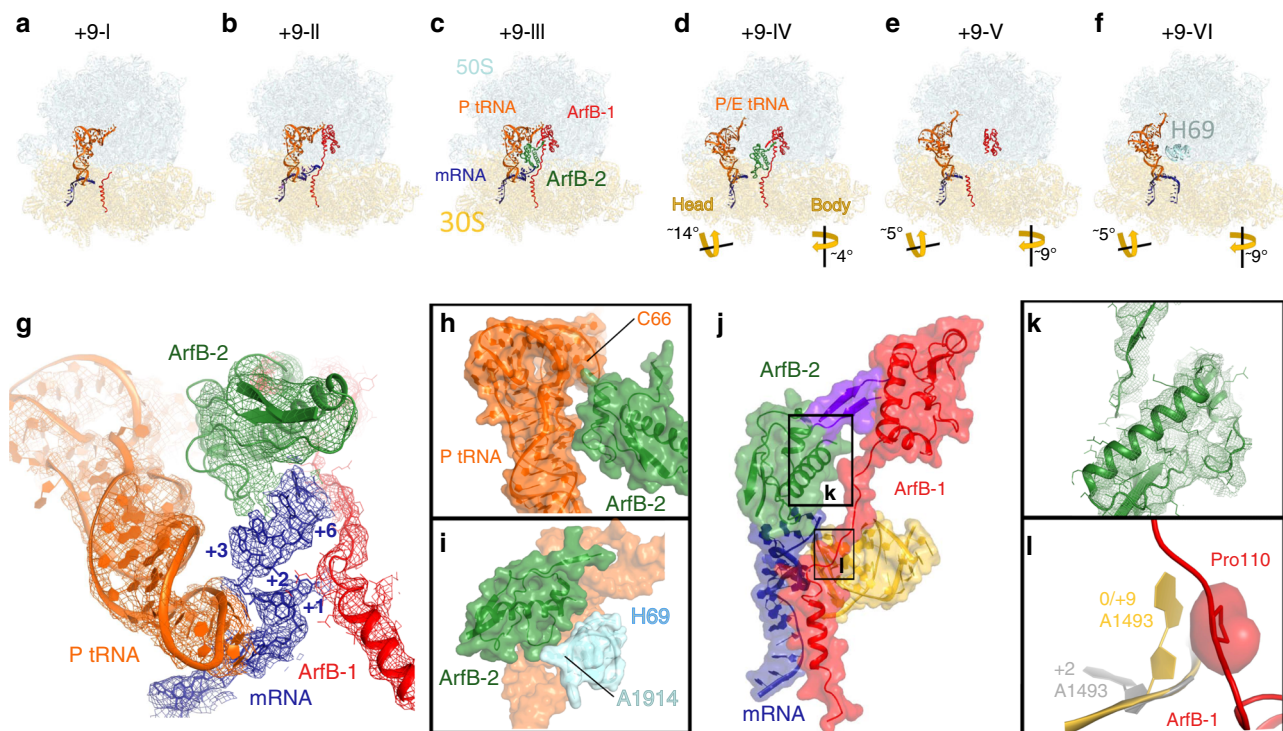 a +9-I
b +9-II
c +9-III
d +9-IV
e +9-V
f +9-VI
50S
P tRNA
ArfB-1
mRNA
ArfB-2
30S
P/E tRNA
Head
Body
~14°
~4°
~5°
~9°
H69
~5°
~9°
g
ArfB-2
+3
+6
+2
+1
P tRNA
ArfB-1
mRNA
h
C66
P tRNA
ArfB-2
i
H69
ArfB-2
A1914
j
ArfB-2
k
ArfB-1
l
mRNA
k
l
Pro110
0/+9
A1493
+2
A1493
ArfB-1